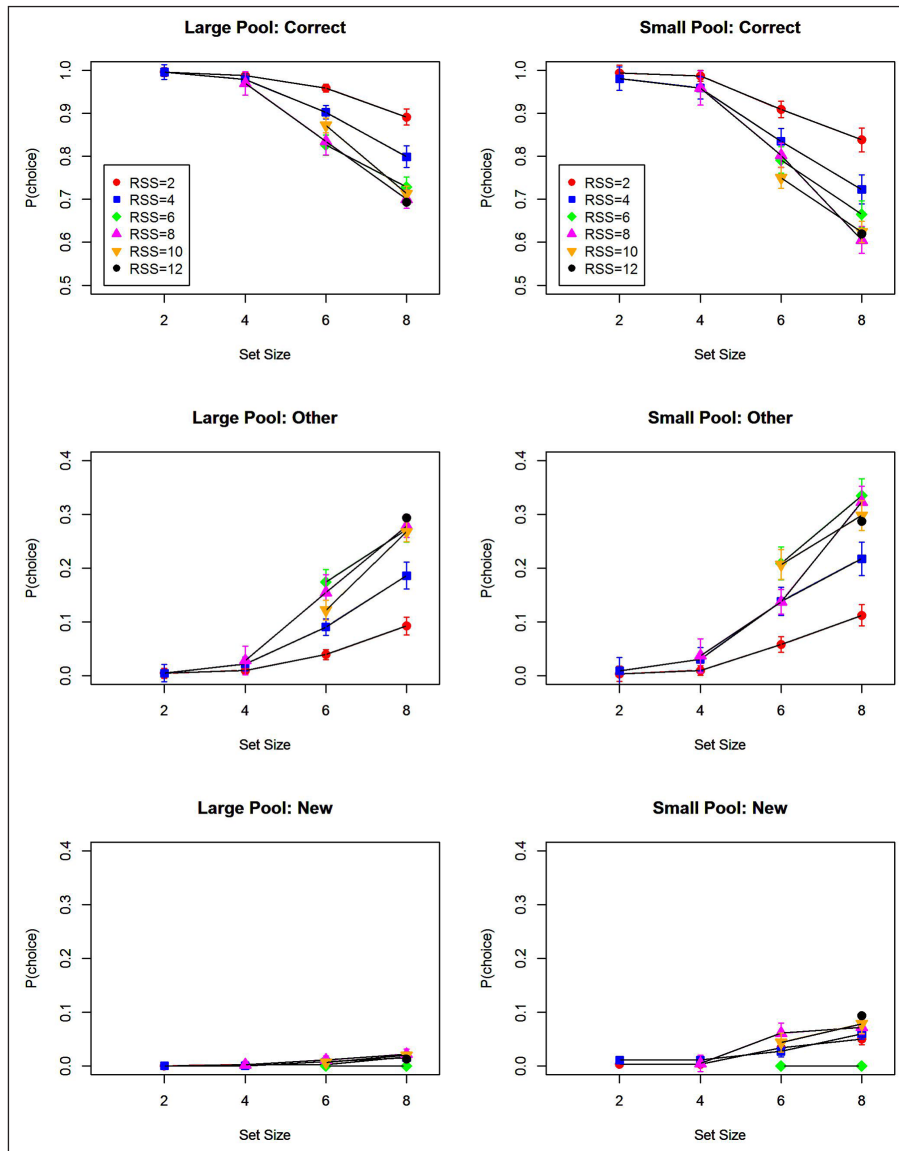 Large Pool: Correct
P(choice)
1.0
0.9
0.8
0.7
0.6
0.5
RSS=2
RSS=4
RSS=6
RSS=8
RSS=10
RSS=12
2 4 6 8
Set Size
Small Pool: Correct
P(choice)
1.0
0.9
0.8
0.7
0.6
0.5
RSS=2
RSS=4
RSS=6
RSS=8
RSS=10
RSS=12
2 4 6 8
Set Size
Large Pool: Other
P(choice)
0.4
0.3
0.2
0.1
0.0
2 4 6 8
Set Size
Small Pool: Other
P(choice)
0.4
0.3
0.2
0.1
0.0
2 4 6 8
Set Size
Large Pool: New
P(choice)
0.4
0.3
0.2
0.1
0.0
2 4 6 8
Set Size
Small Pool: New
P(choice)
0.4
0.3
0.2
0.1
0.0
2 4 6 8
Set Size